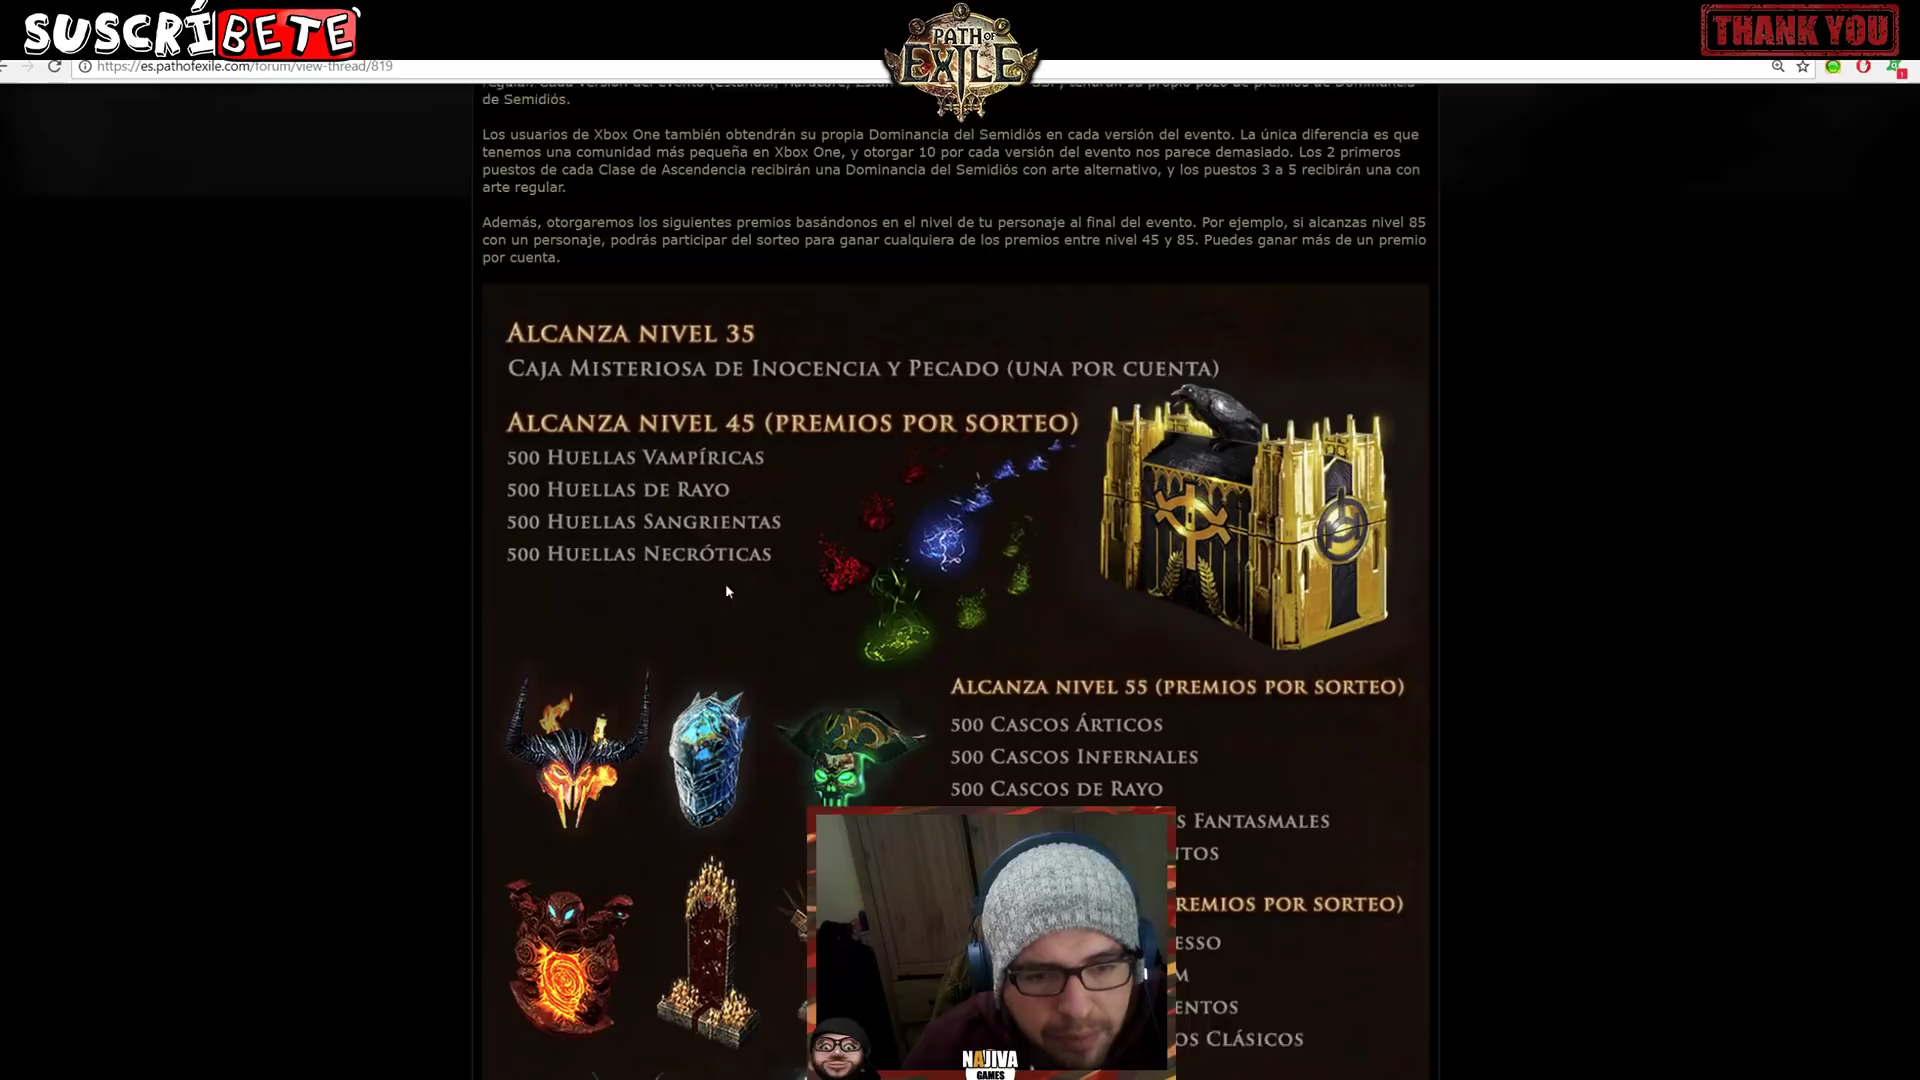 SUSCRÍBETE
PATH OF EXILE
THANK YOU
https://es.pathofexile.com/forum/view-thread/819
de Semidiós.
Los usuarios de Xbox One también obtendrán su propia Dominancia del Semidiós en cada versión del evento. La única diferencia es que
tenemos una comunidad más pequeña en Xbox One, y otorgar 10 por cada versión del evento nos parece demasiado. Los 2 primeros
puestos de cada Clase de Ascendencia recibirán una Dominancia del Semidiós con arte alternativo, y los puestos 3 a 5 recibirán una con
arte regular.
Además, otorgaremos los siguientes premios basándonos en el nivel de tu personaje al final del evento. Por ejemplo, si alcanzas nivel 85
con un personaje, podrás participar del sorteo para ganar cualquiera de los premios entre nivel 45 y 85. Puedes ganar más de un premio
por cuenta.
ALCANZA NIVEL 35
CAJA MISTERIOSA DE INOCENCIA Y PECADO (UNA POR CUENTA)
ALCANZA NIVEL 45 (PREMIOS POR SORTEO)
500 HUELLAS VAMPÍRICAS
500 HUELLAS DE RAYO
500 HUELLAS SANGRIENTAS
500 HUELLAS NECRÓTICAS
ALCANZA NIVEL 55 (PREMIOS POR SORTEO)
500 CASCOS ÁRTICOS
500 CASCOS INFERNALES
500 CASCOS DE RAYO
S FANTASMALES
NTOS
REMIOS POR SORTEO)
ESSO
M
ENTOS
OS CLÁSICOS
NAJIVA
GAMES